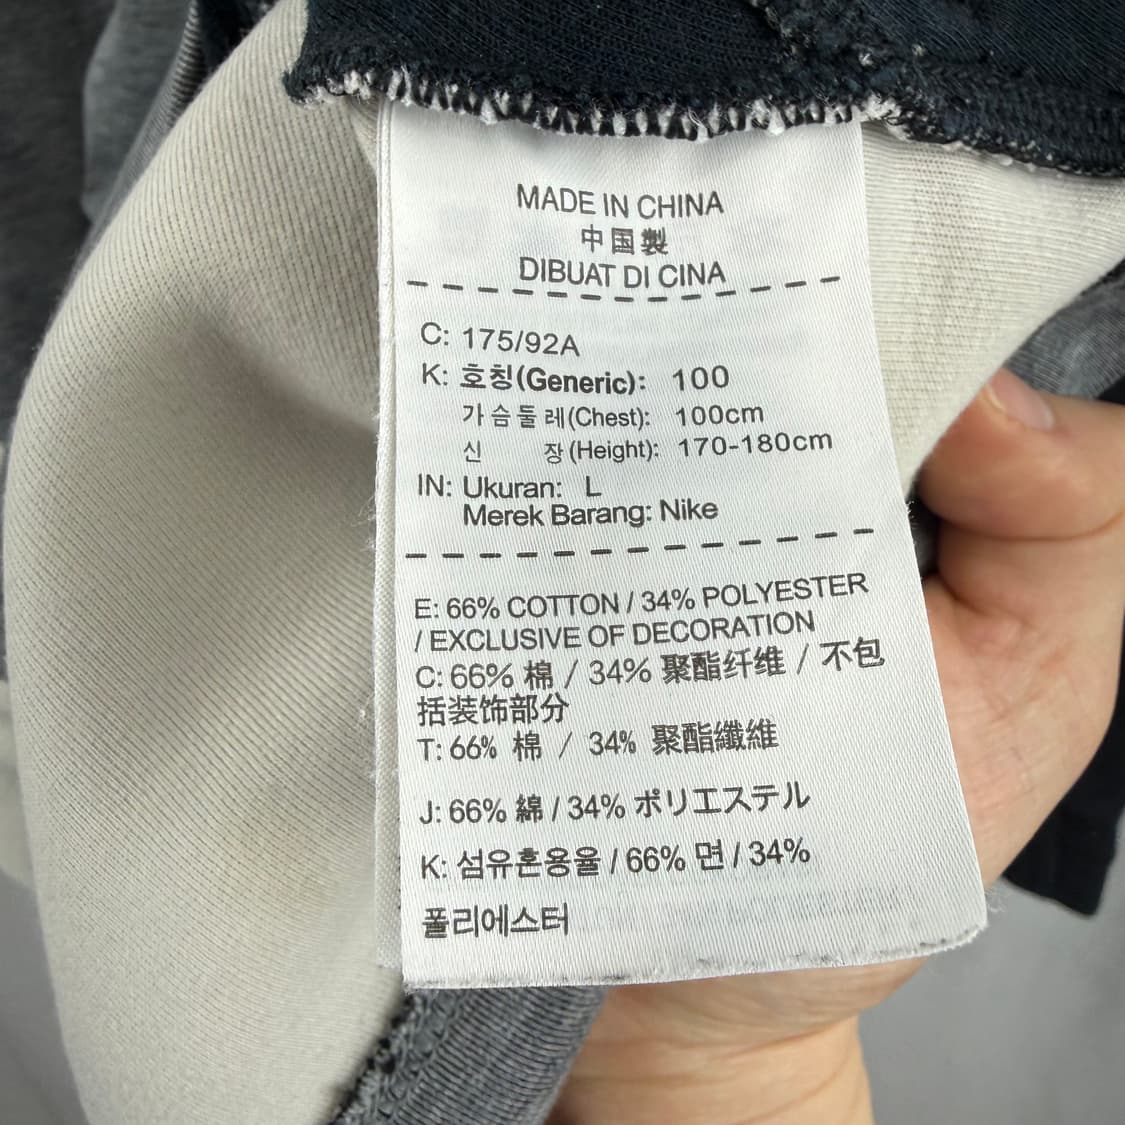 MADE IN CHINA
中国製
DIBUAT DI CINA
C: 175/92A
K: 호칭(Generic): 100
가슴둘레(Chest): 100cm
신 장(Height): 170-180cm
IN: Ukuran: L
Merek Barang: Nike
E: 66% COTTON / 34% POLYESTER
/ EXCLUSIVE OF DECORATION
C: 66% 棉 / 34% 聚酯纤维 / 不包
括装饰部分
T: 66% 棉 / 34% 聚酯纖維
J: 66% 綿 / 34% ポリエステル
K: 섬유혼용율 / 66% 면 / 34%
폴리에스터